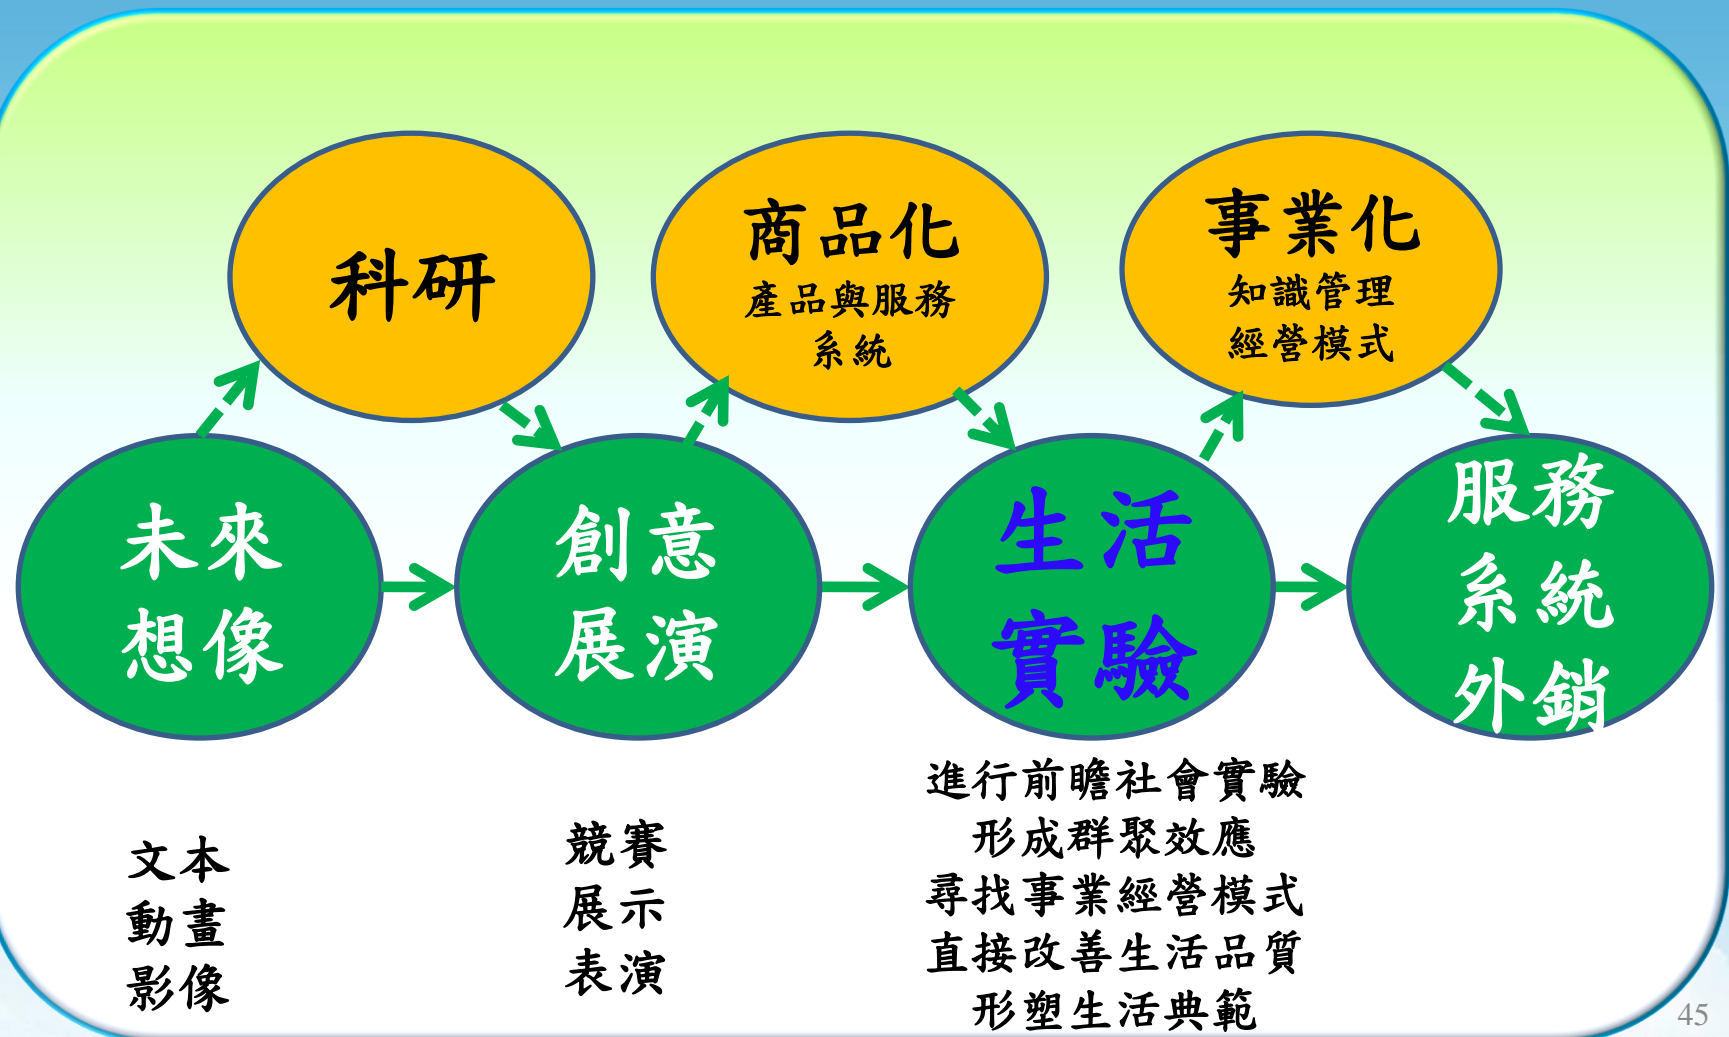 科研
商品化
產品與服務
系統
事業化
知識管理
經營模式
未來
想像
創意
展演
生活
實驗
服務
系統
外銷
文本
動畫
影像
競賽
展示
表演
進行前瞻社會實驗
形成群聚效應
尋找事業經營模式
直接改善生活品質
形塑生活典範
45